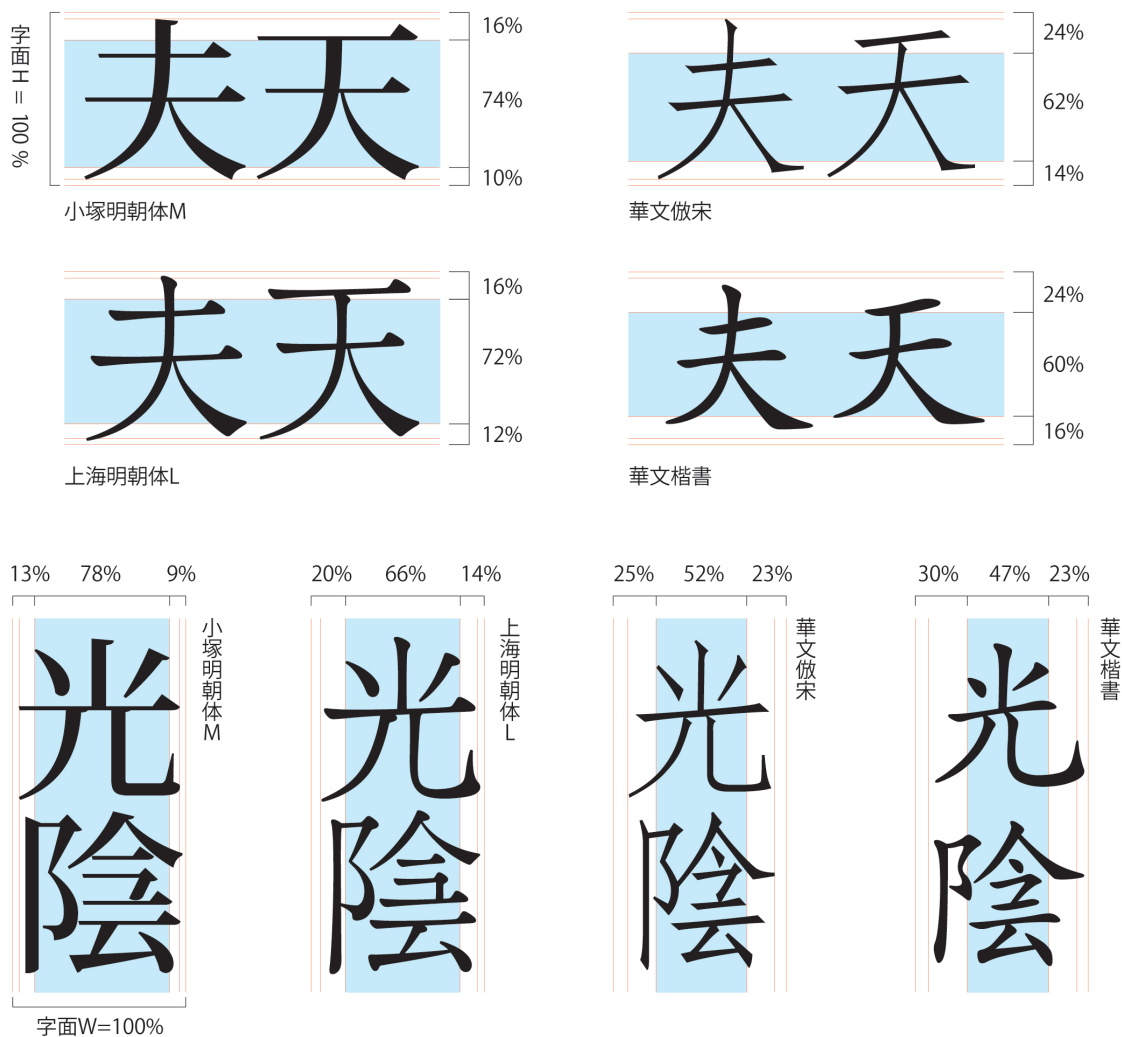 字面H = 100 %
夫天
16%
74%
10%
小塚明朝体M
夫天
24%
62%
14%
華文倣宋
夫天
16%
72%
12%
上海明朝体L
夫天
24%
60%
16%
華文楷書
13% 78% 9%
光陰
小塚明朝体M
字面W=100%
20% 66% 14%
光陰
上海明朝体L
25% 52% 23%
光陰
華文倣宋
30% 47% 23%
光陰
華文楷書